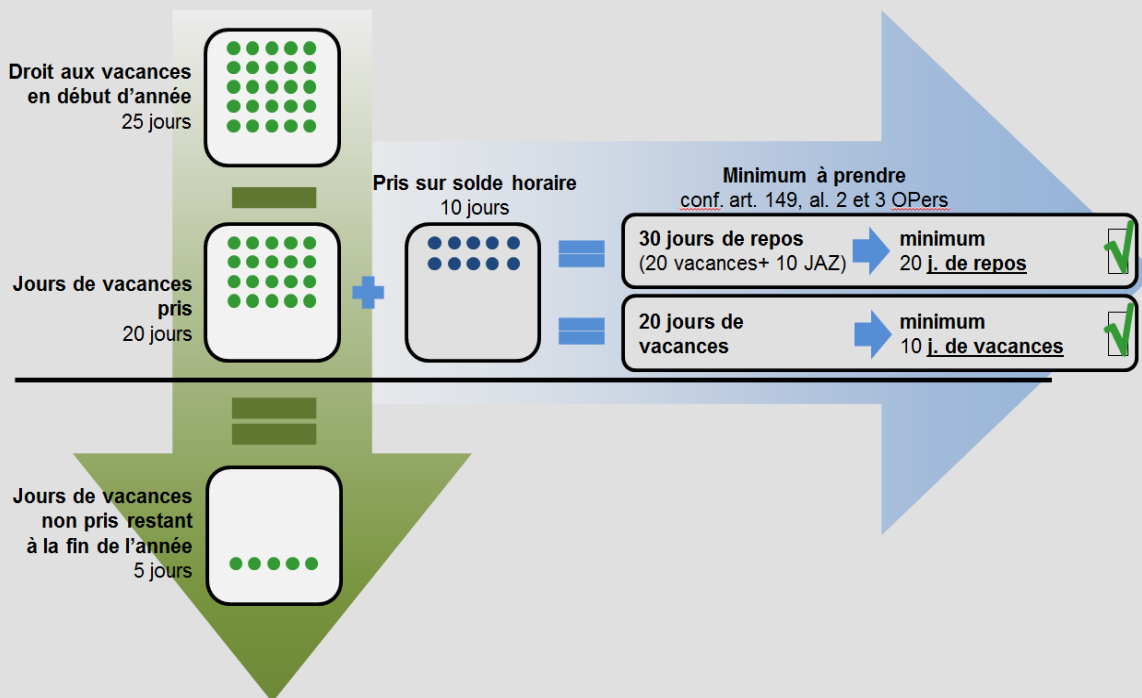 Droit aux vacances
en début d'année
25 jours
Pris sur solde horaire
10 jours
Minimum à prendre
conf. art. 149, al. 2 et 3 OPers
Jours de vacances
pris
20 jours
30 jours de repos
(20 vacances+ 10 JAZ)
minimum
20 j. de repos
20 jours de
vacances
minimum
10 j. de vacances
Jours de vacances
non pris restant
à la fin de l'année
5 jours